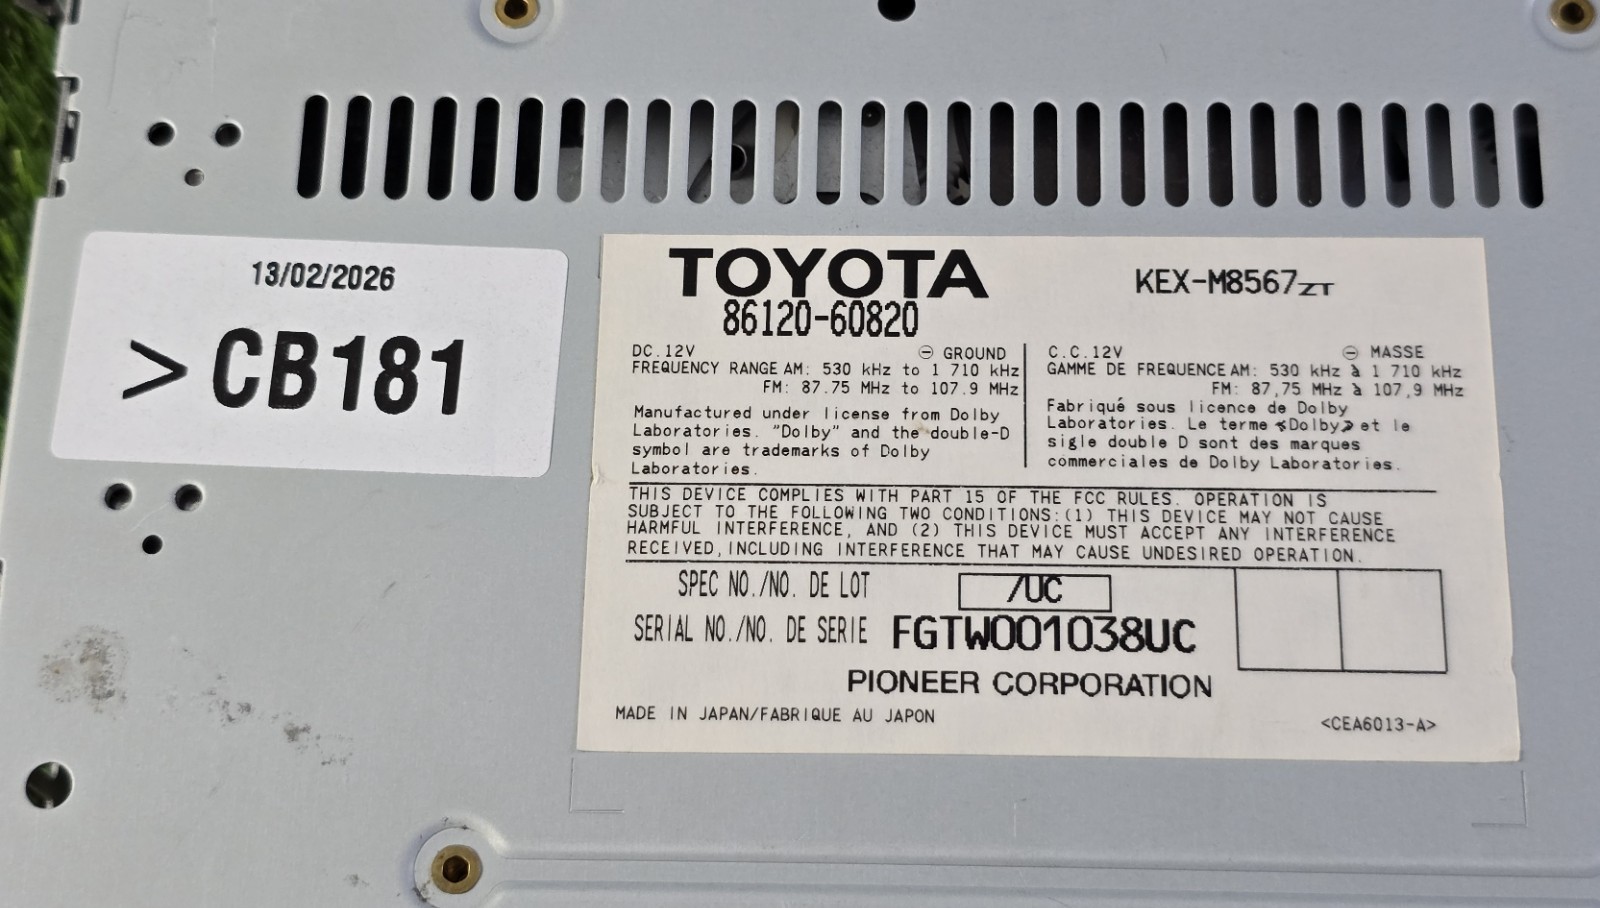 13/02/2026
>CB181
TOYOTA
86120-60820
KEX-M8567ZT
DC.12V ⊖ GROUND
FREQUENCY RANGE AM: 530 kHz to 1 710 kHz
FM: 87.75 MHz to 107.9 MHz
Manufactured under license from Dolby
Laboratories. "Dolby" and the double-D
symbol are trademarks of Dolby
Laboratories.
C.C.12V ⊖ MASSE
GAMME DE FREQUENCE AM: 530 kHz à 1 710 kHz
FM: 87,75 MHz à 107,9 MHz
Fabriqué sous licence de Dolby
Laboratories. Le terme «Dolby» et le
sigle double D sont des marques
commerciales de Dolby Laboratories.
THIS DEVICE COMPLIES WITH PART 15 OF THE FCC RULES. OPERATION IS
SUBJECT TO THE FOLLOWING TWO CONDITIONS:(1) THIS DEVICE MAY NOT CAUSE
HARMFUL INTERFERENCE, AND (2) THIS DEVICE MUST ACCEPT ANY INTERFERENCE
RECEIVED,INCLUDING INTERFERENCE THAT MAY CAUSE UNDESIRED OPERATION.
SPEC NO./NO. DE LOT /UC
SERIAL NO./NO. DE SERIE FGTW001038UC
PIONEER CORPORATION
MADE IN JAPAN/FABRIQUE AU JAPON
<CEA6013-A>